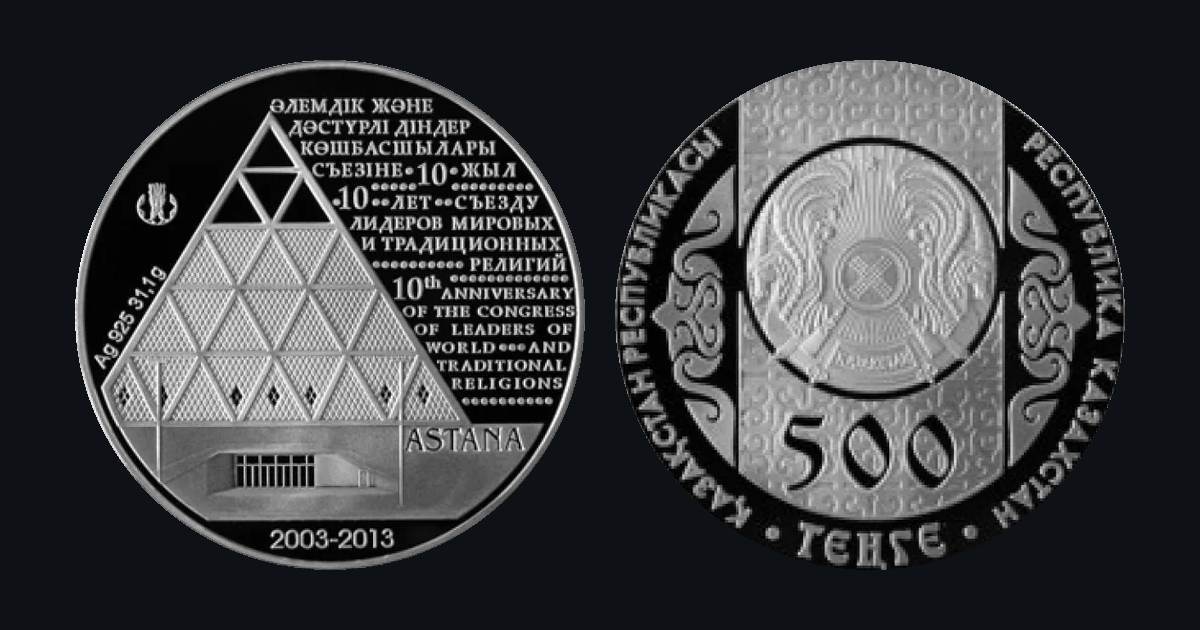 ӘЛЕМДІК ЖӘНЕ
ДӘСТҮРЛІ ДІНДЕР
КӨШБАСШЫЛАРЫ
СЪЕЗІНЕ•10•ЖЫЛ
10 ЛЕТ СЪЕЗДУ
ЛИДЕРОВ МИРОВЫХ
И ТРАДИЦИОННЫХ
РЕЛИГИЙ
10th ANNIVERSARY
OF THE CONGRESS
OF LEADERS OF
WORLD AND
TRADITIONAL
RELIGIONS
Ag 925 31,1g
ASTANA
2003-2013
ҚАЗАҚСТАН РЕСПУБЛИКАСЫ
РЕСПУБЛИКА КАЗАХСТАН
ҚАЗАҚСТАН
500
• ТЕҢГЕ •